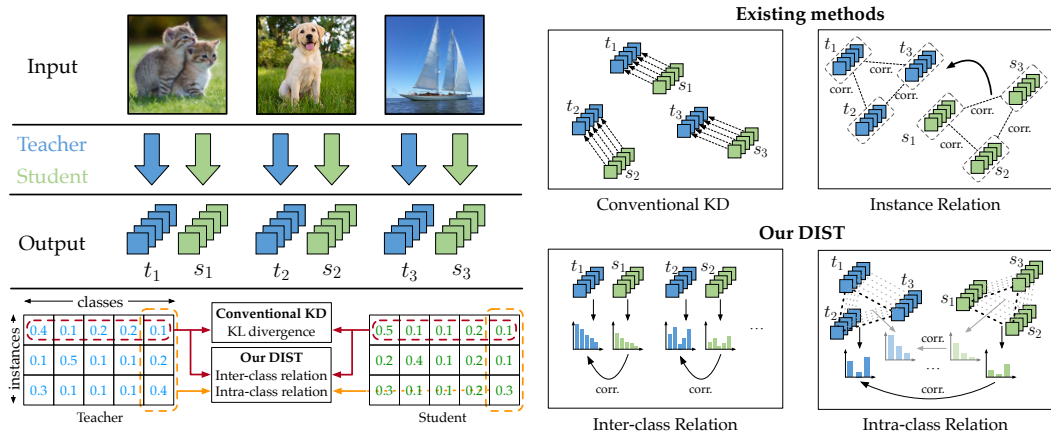 Input
Teacher
Student
Output
t1 s1 t2 s2 t3 s3
classes
instances
0.4 0.1 0.2 0.2 0.1
0.1 0.5 0.1 0.1 0.2
0.3 0.1 0.1 0.1 0.4
Teacher
Conventional KD
KL divergence
Our DIST
Inter-class relation
Intra-class relation
0.5 0.1 0.1 0.2 0.1
0.2 0.4 0.1 0.2 0.1
0.3 0.1 0.1 0.2 0.3
Student
Existing methods
t1
s1
t2
t3
s2
s3
Conventional KD
t1
t3
s3
corr.
corr.
corr.
t2
s1
corr.
corr.
s2
Instance Relation
Our DIST
t1 s1 t2 s2
...
corr.
corr.
Inter-class Relation
t1
t3
s3
s1
t2
s2
corr.
...
...
corr.
Intra-class Relation